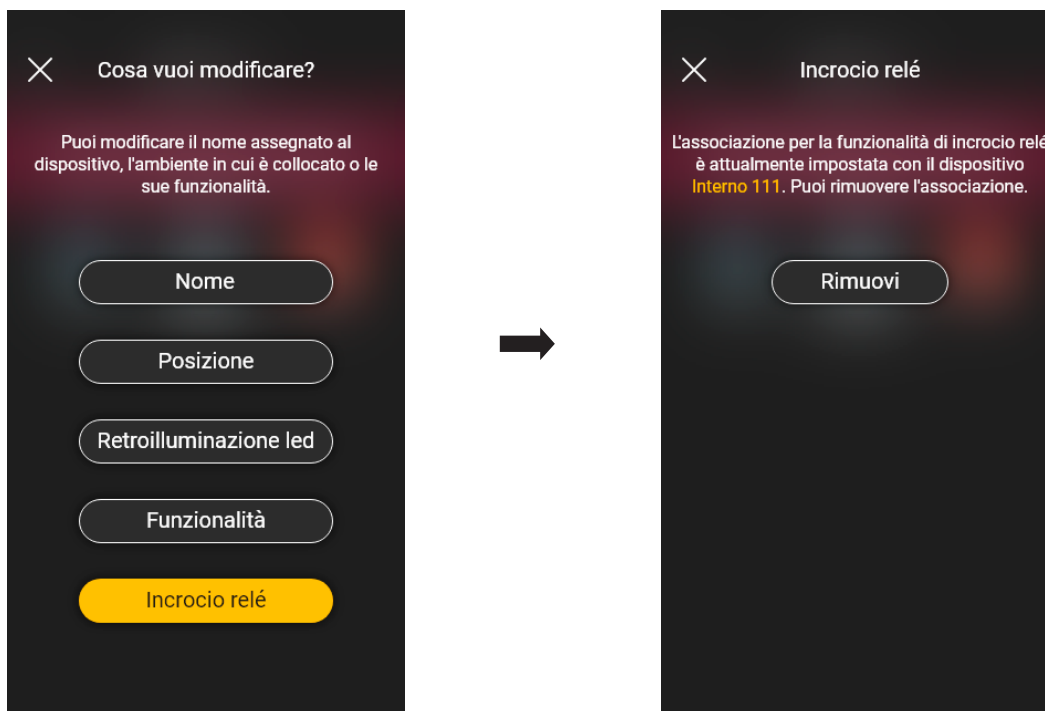 Cosa vuoi modificare?
Puoi modificare il nome assegnato al
dispositivo, l'ambiente in cui è collocato o le
sue funzionalità.
Nome
Posizione
Retroilluminazione led
Funzionalità
Incrocio relé
Incrocio relé
L'associazione per la funzionalità di incrocio relé
è attualmente impostata con il dispositivo
Interno 111. Puoi rimuovere l'associazione.
Rimuovi